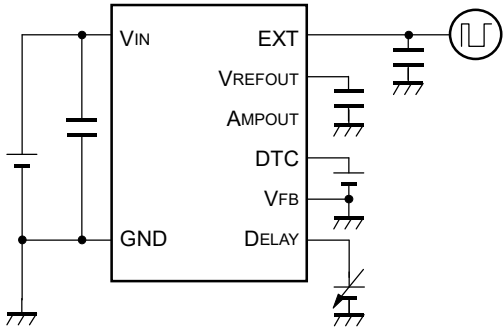 VIN
EXT
VREFOUT
AMPOUT
DTC
VFB
GND
DELAY